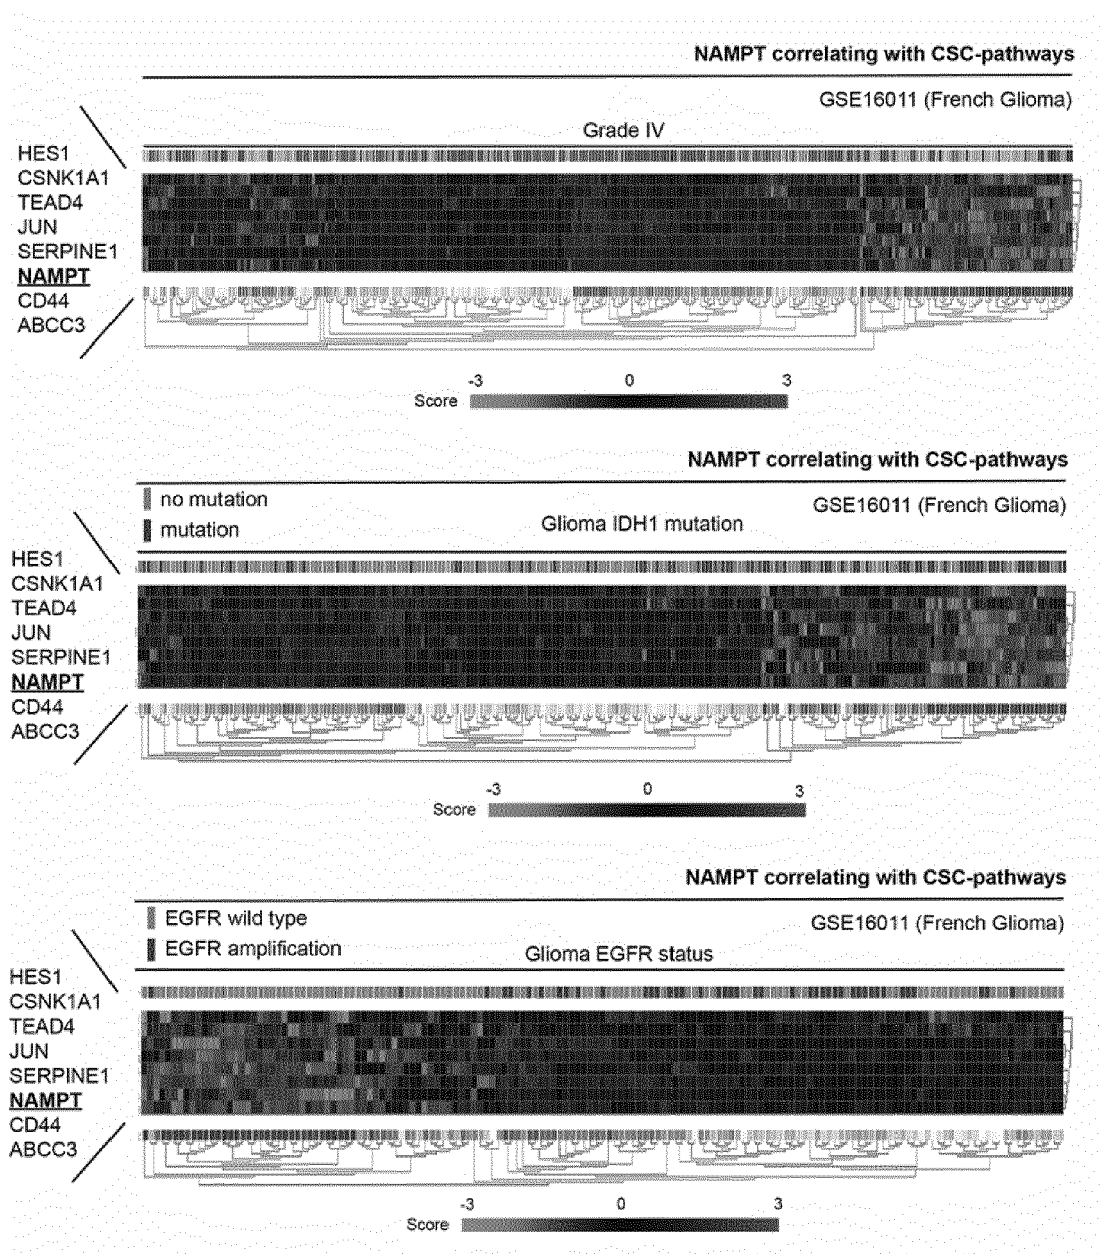 NAMPT correlating with CSC-pathways
GSE16011 (French Glioma)
Grade IV
HES1
CSNK1A1
TEAD4
JUN
SERPINE1
NAMPT
CD44
ABCC3
-3 0 3
Score
NAMPT correlating with CSC-pathways
no mutation
mutation
GSE16011 (French Glioma)
Glioma IDH1 mutation
HES1
CSNK1A1
TEAD4
JUN
SERPINE1
NAMPT
CD44
ABCC3
-3 0 3
Score
NAMPT correlating with CSC-pathways
EGFR wild type
EGFR amplification
GSE16011 (French Glioma)
Glioma EGFR status
HES1
CSNK1A1
TEAD4
JUN
SERPINE1
NAMPT
CD44
ABCC3
-3 0 3
Score